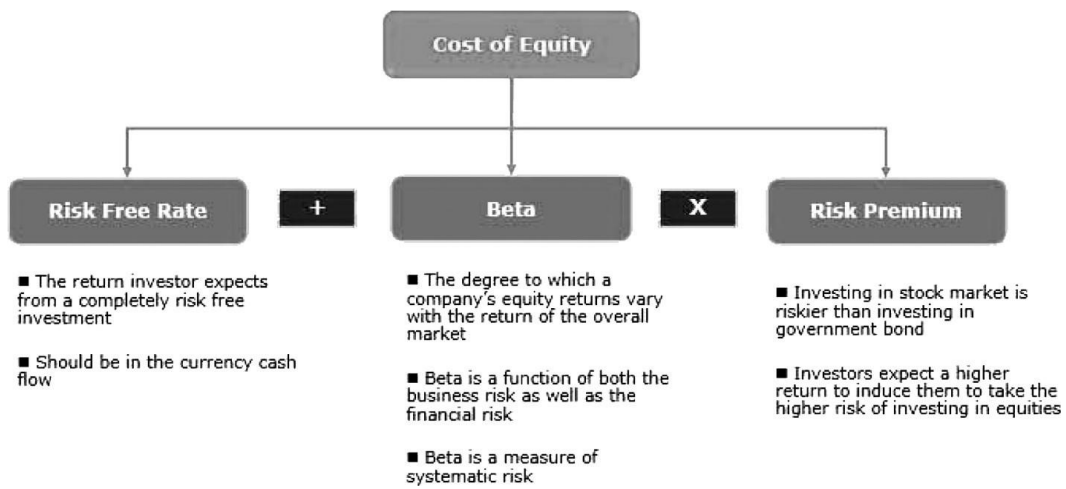 Cost of Equity
Risk Free Rate
+
Beta
X
Risk Premium
■ The return investor expects
from a completely risk free
investment
■ Should be in the currency cash
flow
■ The degree to which a
company's equity returns vary
with the return of the overall
market
■ Beta is a function of both the
business risk as well as the
financial risk
■ Beta is a measure of
systematic risk
■ Investing in stock market is
riskier than investing in
government bond
■ Investors expect a higher
return to induce them to take the
higher risk of investing in equities